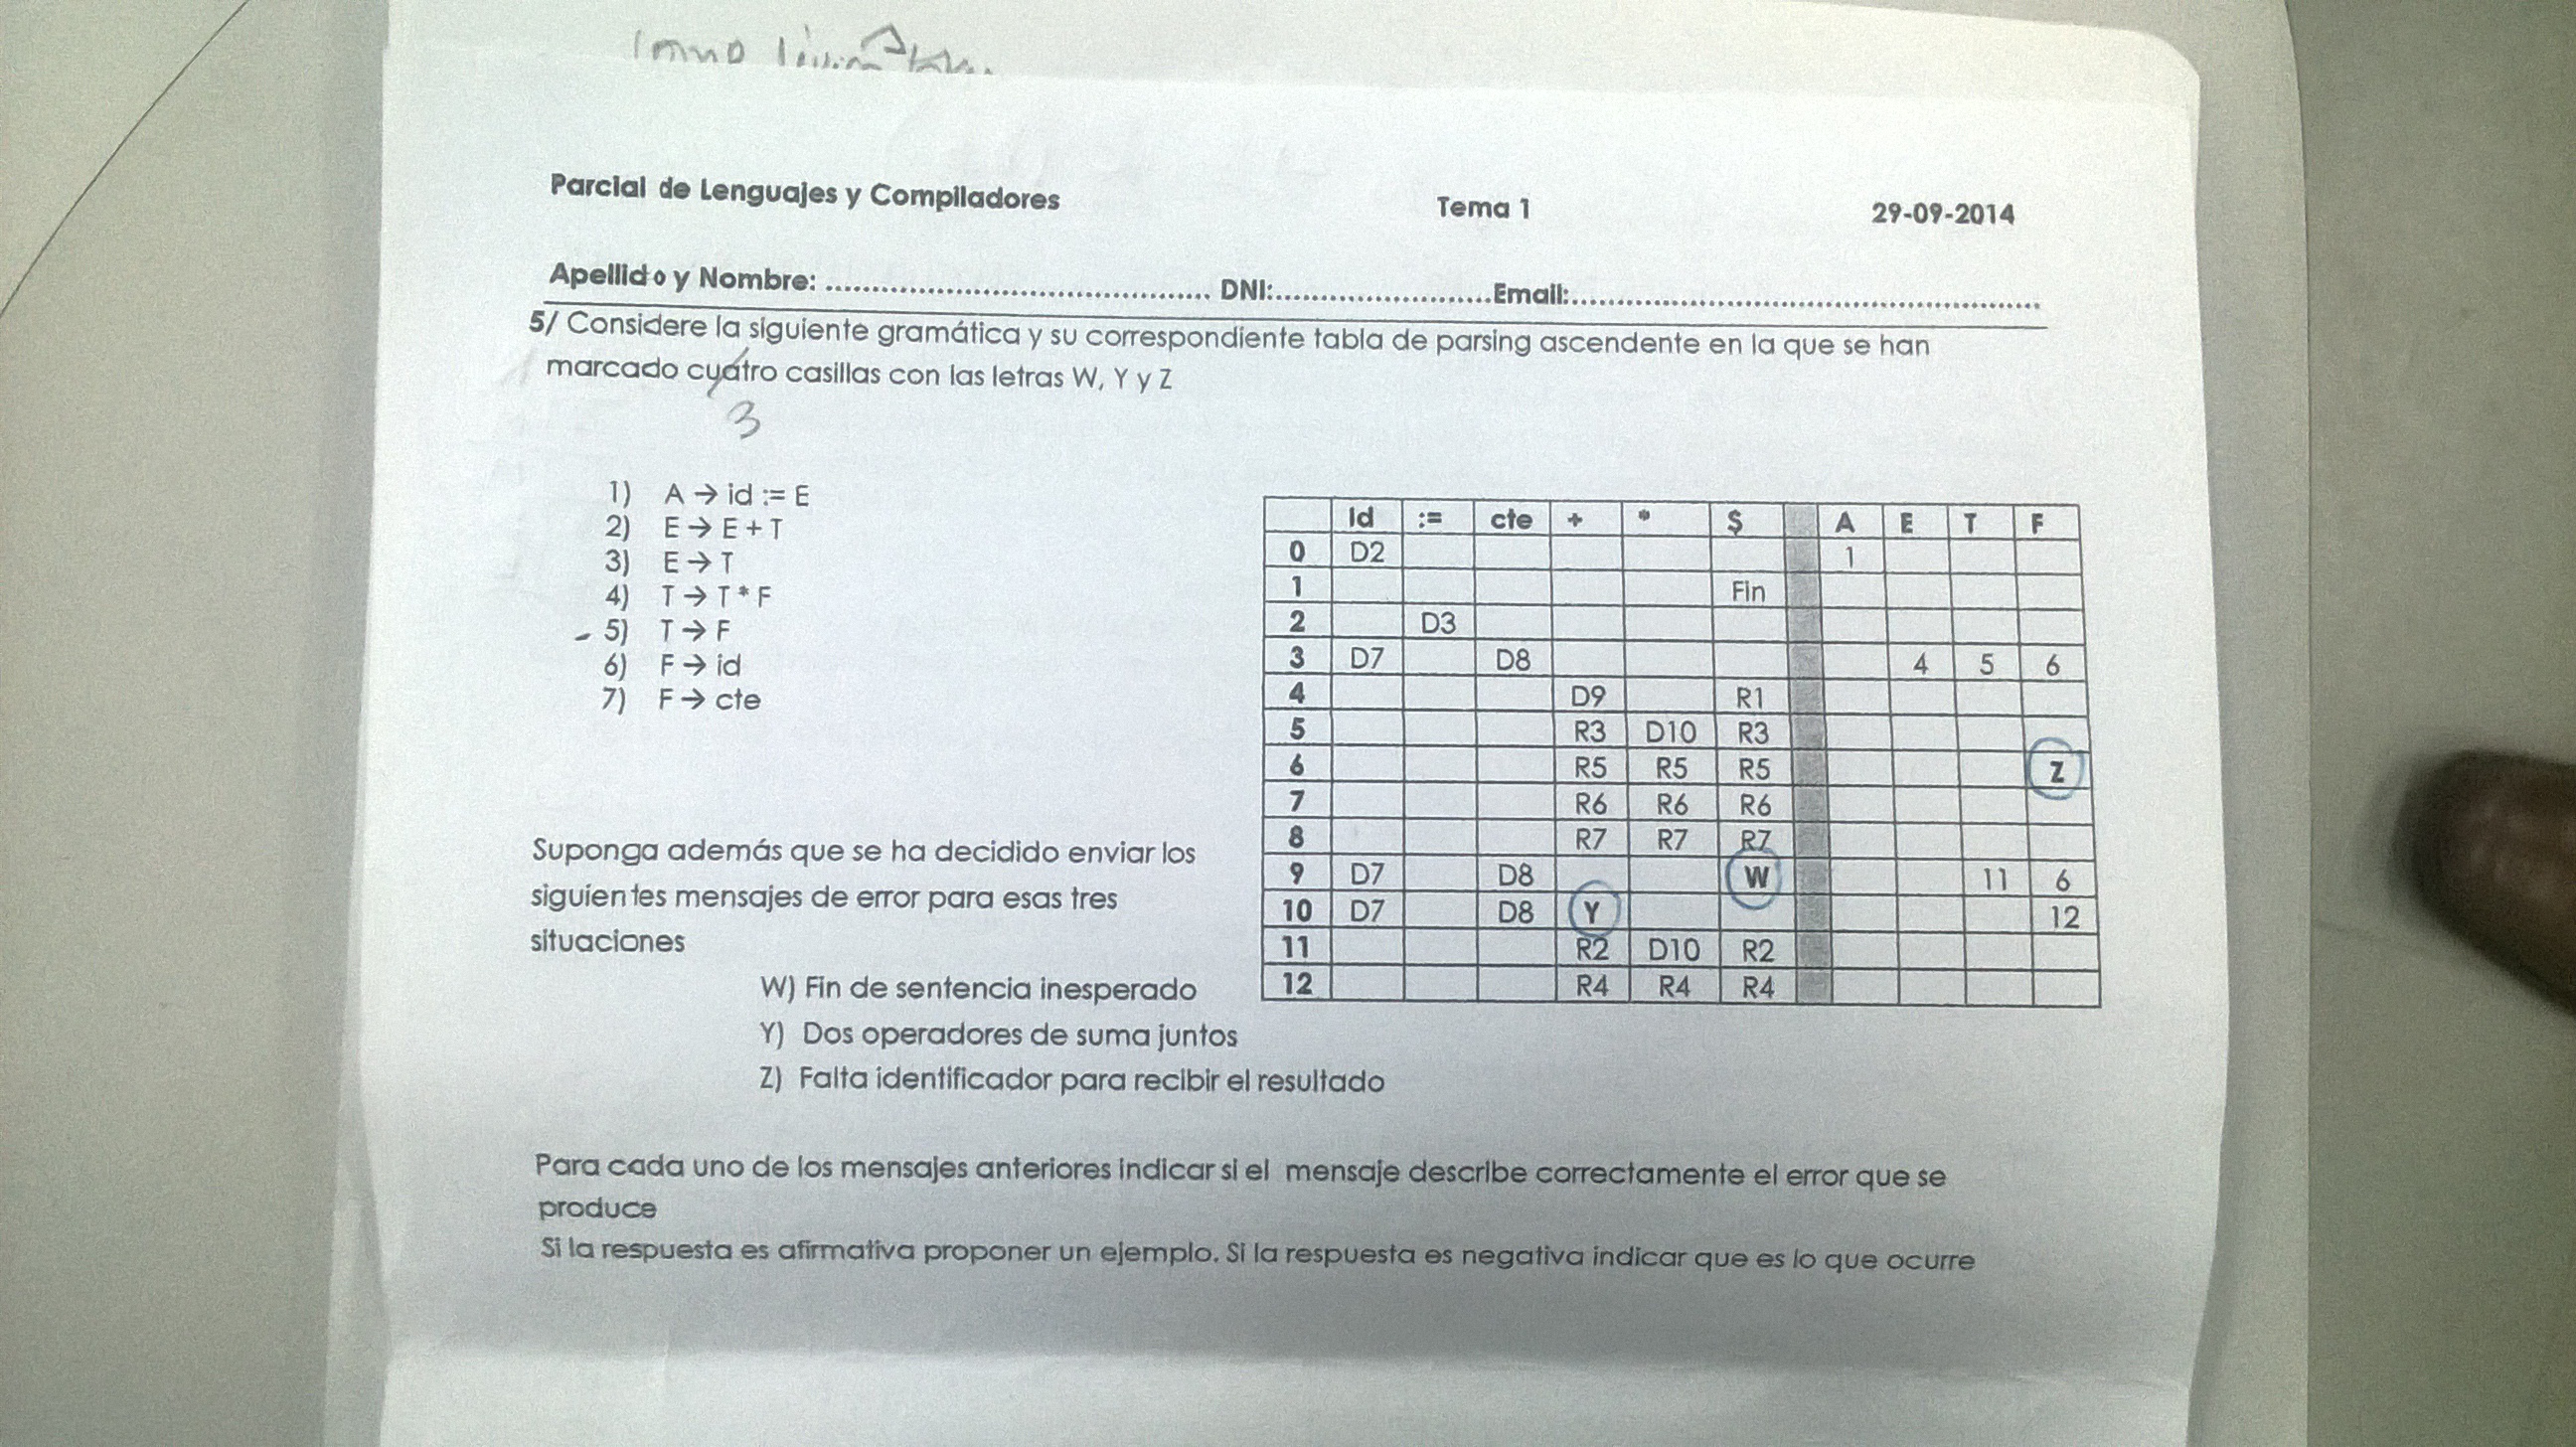 Parcial de Lenguajes y Compiladores Tema 1 29-09-2014
Apellido y Nombre: ............................................ DNI:........................Email:......................................................
5/ Considere la siguiente gramática y su correspondiente tabla de parsing ascendente en la que se han
marcado cuatro casillas con las letras W, Y y Z
3
1) A → id := E
2) E → E + T
3) E → T
4) T → T * F
- 5) T → F
6) F → id
7) F → cte
Id := cte + * $ A E T F
0 D2 1
1 Fin
2 D3
3 D7 D8 4 5 6
4 D9 R1
5 R3 D10 R3
6 R5 R5 R5 Z
7 R6 R6 R6
8 R7 R7 R7
9 D7 D8 W 11 6
10 D7 D8 Y 12
11 R2 D10 R2
12 R4 R4 R4
Suponga además que se ha decidido enviar los
siguientes mensajes de error para esas tres
situaciones
W) Fin de sentencia inesperado
Y) Dos operadores de suma juntos
Z) Falta identificador para recibir el resultado
Para cada uno de los mensajes anteriores indicar si el mensaje describe correctamente el error que se
produce
Si la respuesta es afirmativa proponer un ejemplo. Si la respuesta es negativa indicar que es lo que ocurre